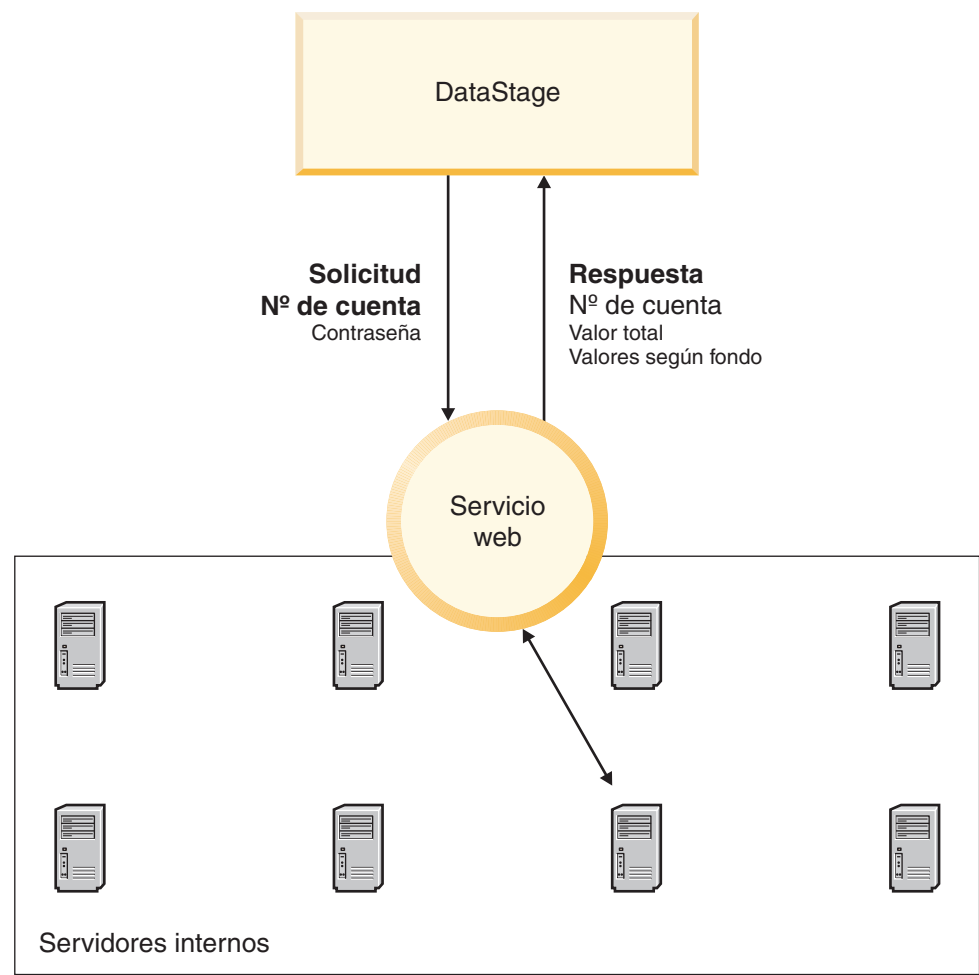 DataStage
Solicitud
Nº de cuenta
Contraseña
Respuesta
Nº de cuenta
Valor total
Valores según fondo
Servicio
web
Servidores internos